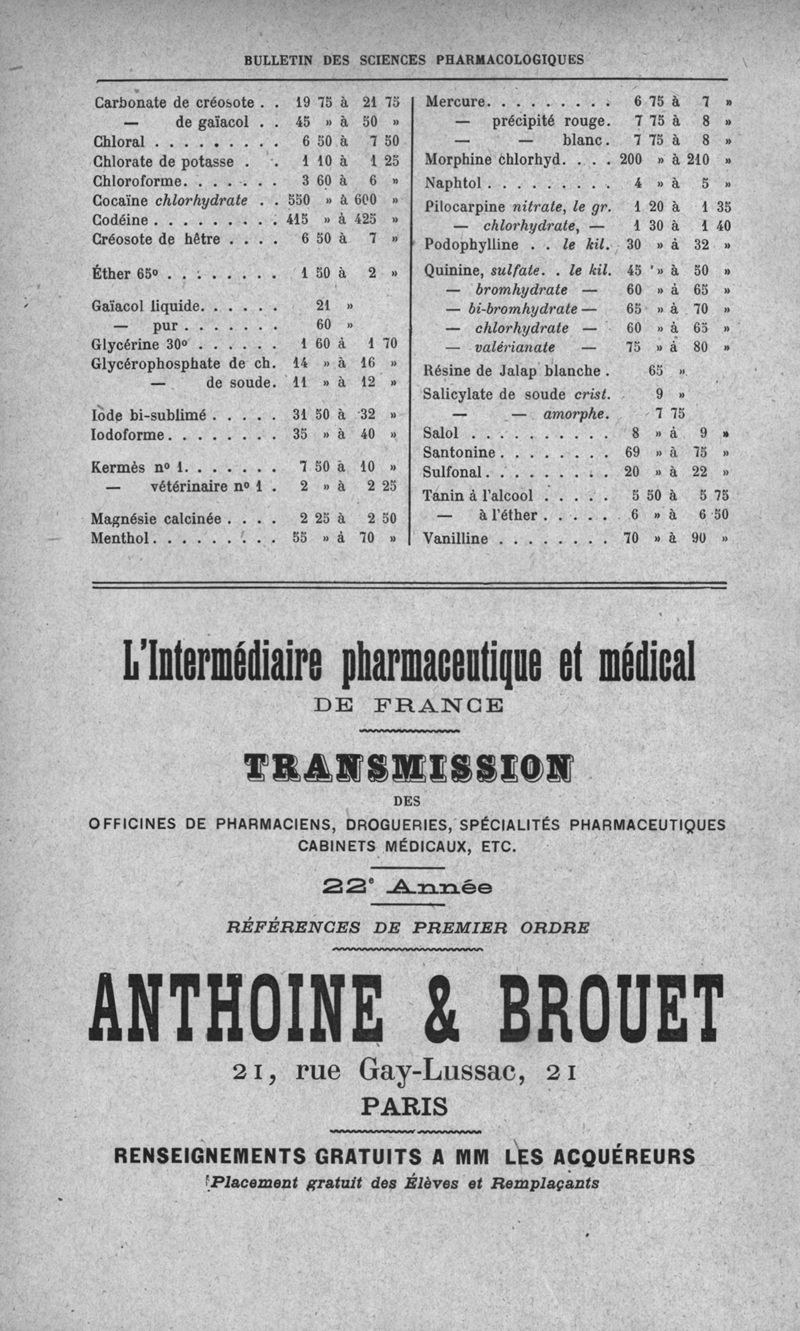 BULLETIN DES SCIENCES PHARMACOLOGIQUES
Carbonate de créosote . . 19 75 à 21 75
— de gaïacol . . 45 » à 50 »
Chloral . . . . . . . . . 6 50 à 7 50
Chlorate de potasse . . 1 10 à 1 25
Chloroforme. . . . . . . 3 60 à 6 »
Cocaïne chlorhydrate . . 550 » à 600 »
Codéine . . . . . . . . . 415 » à 425 »
Créosote de hêtre . . . . 6 50 à 7 »
Éther 65° . . . . . . . . 1 50 à 2 »
Gaïacol liquide. . . . . . 21 »
— pur . . . . . . . 60 »
Glycérine 30° . . . . . . 1 60 à 1 70
Glycérophosphate de ch. 14 » à 16 »
— de soude. 11 » à 12 »
Iode bi-sublimé . . . . . 31 50 à 32 »
Iodoforme. . . . . . . . 35 » à 40 »
Kermès n° 1. . . . . . . 7 50 à 10 »
— vétérinaire n° 1 . 2 » à 2 25
Magnésie calcinée . . . . 2 25 à 2 50
Menthol. . . . . . . . . 55 » à 70 »
Mercure. . . . . . . . . 6 75 à 7 »
— précipité rouge. 7 75 à 8 »
— — blanc. 7 75 à 8 »
Morphine chlorhyd. . . . 200 » à 210 »
Naphtol . . . . . . . . . 4 » à 5 »
Pilocarpine nitrate, le gr. 1 20 à 1 35
— chlorhydrate, — 1 30 à 1 40
Podophylline . . le kil. 30 » à 32 »
Quinine, sulfate. . le kil. 45 » à 50 »
— bromhydrate — 60 » à 65 »
— bi-bromhydrate — 65 » à 70 »
— chlorhydrate — 60 » à 65 »
— valérianate — 75 » à 80 »
Résine de Jalap blanche . 65 »
Salicylate de soude crist. 9 »
— — amorphe. 7 75
Salol . . . . . . . . . . 8 » à 9 »
Santonine . . . . . . . . 69 » à 75 »
Sulfonal. . . . . . . . . 20 » à 22 »
Tanin à l'alcool . . . . . 5 50 à 5 75
— à l'éther . . . . . 6 » à 6 50
Vanilline . . . . . . . . 70 » à 90 »
L'Intermédiaire pharmaceutique et médical
DE FRANCE
TRANSMISSION
DES
OFFICINES DE PHARMACIENS, DROGUERIES, SPÉCIALITÉS PHARMACEUTIQUES
CABINETS MÉDICAUX, ETC.
22e Année
RÉFÉRENCES DE PREMIER ORDRE
ANTHOINE & BROUET
21, rue Gay-Lussac, 21
PARIS
RENSEIGNEMENTS GRATUITS A MM LES ACQUÉREURS
Placement gratuit des Élèves et Remplaçants